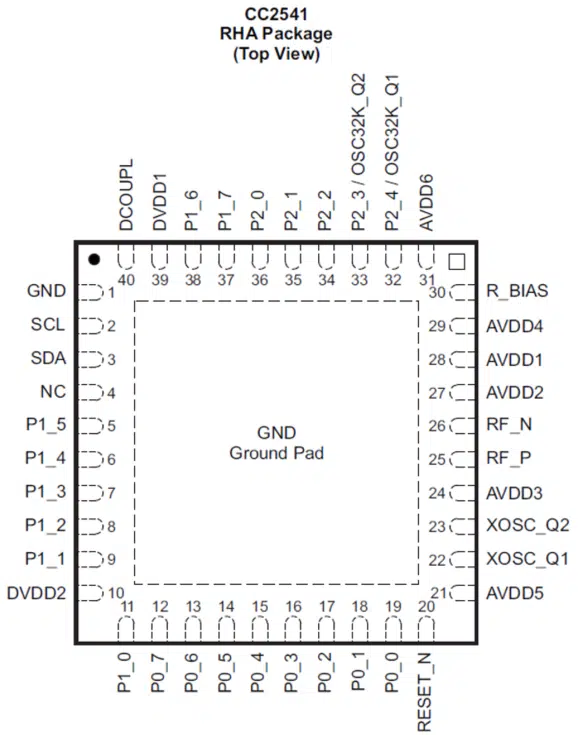 CC2541
RHA Package
(Top View)
DCOUPL
DVDD1
P1_6
P1_7
P2_0
P2_1
P2_2
P2_3 / OSC32K_Q2
P2_4 / OSC32K_Q1
AVDD6
40 39 38 37 36 35 34 33 32 31
GND 1 30 R_BIAS
SCL 2 29 AVDD4
SDA 3 28 AVDD1
NC 4 27 AVDD2
P1_5 5 26 RF_N
GND
Ground Pad
P1_4 6 25 RF_P
P1_3 7 24 AVDD3
P1_2 8 23 XOSC_Q2
P1_1 9 22 XOSC_Q1
DVDD2 10 21 AVDD5
11 12 13 14 15 16 17 18 19 20
P1_0
P0_7
P0_6
P0_5
P0_4
P0_3
P0_2
P0_1
P0_0
RESET_N